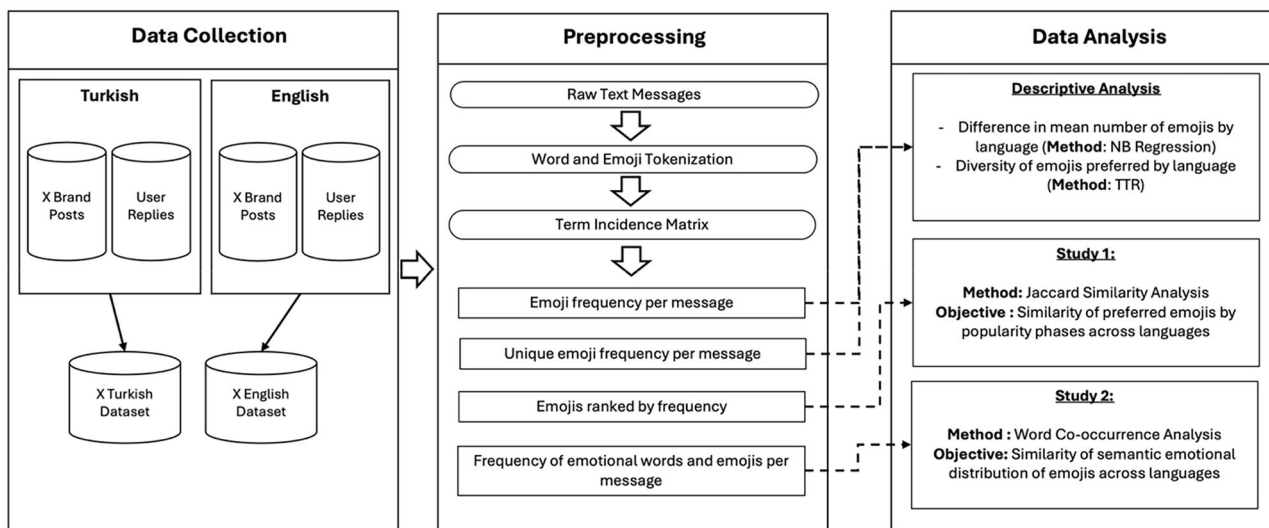 Data Collection
Turkish
X Brand
Posts
User
Replies
English
X Brand
Posts
User
Replies
X Turkish
Dataset
X English
Dataset
Preprocessing
Raw Text Messages
Word and Emoji Tokenization
Term Incidence Matrix
Emoji frequency per message
Unique emoji frequency per message
Emojis ranked by frequency
Frequency of emotional words and emojis per
message
Data Analysis
Descriptive Analysis
- Difference in mean number of emojis by
language (Method: NB Regression)
- Diversity of emojis preferred by language
(Method: TTR)
Study 1:
Method: Jaccard Similarity Analysis
Objective : Similarity of preferred emojis by
popularity phases across languages
Study 2:
Method : Word Co-occurrence Analysis
Objective: Similarity of semantic emotional
distribution of emojis across languages